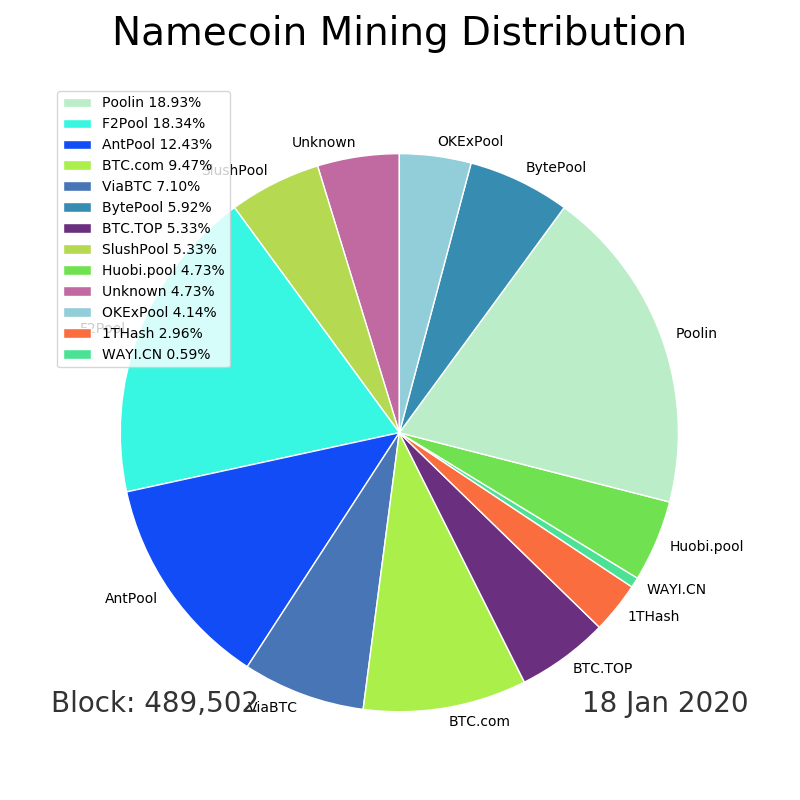 Namecoin Mining Distribution
Poolin 18.93%
F2Pool 18.34%
AntPool 12.43%
BTC.com 9.47%
ViaBTC 7.10%
BytePool 5.92%
BTC.TOP 5.33%
SlushPool 5.33%
Huobi.pool 4.73%
Unknown 4.73%
OKExPool 4.14%
1THash 2.96%
WAYI.CN 0.59%
Unknown
OKExPool
BytePool
SlushPool
F2Pool
Poolin
Huobi.pool
WAYI.CN
1THash
AntPool
BTC.TOP
ViaBTC
BTC.com
Block: 489,502
18 Jan 2020